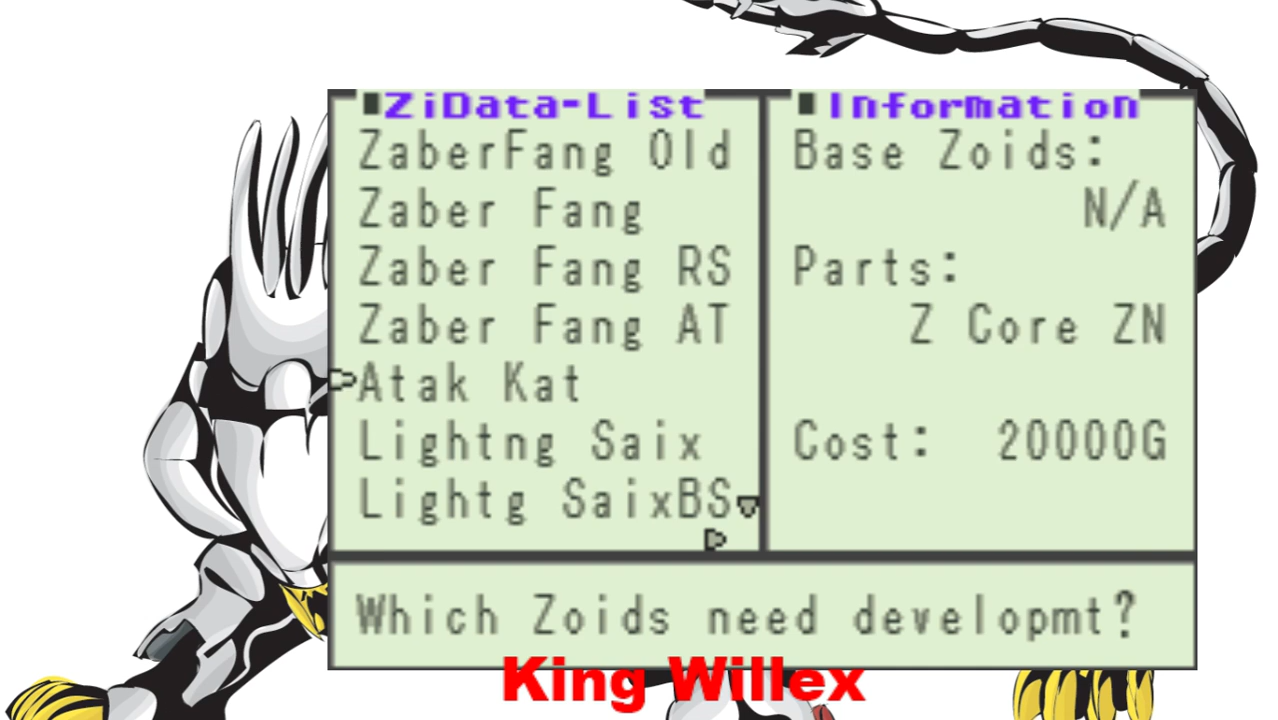 ZiData-List
ZaberFang Old
Zaber Fang
Zaber Fang RS
Zaber Fang AT
Atak Kat
Lightng Saix
Lightg SaixBS
Information
Base Zoids:
N/A
Parts:
Z Core ZN
Cost: 20000G
Which Zoids need developmt?
King Willex